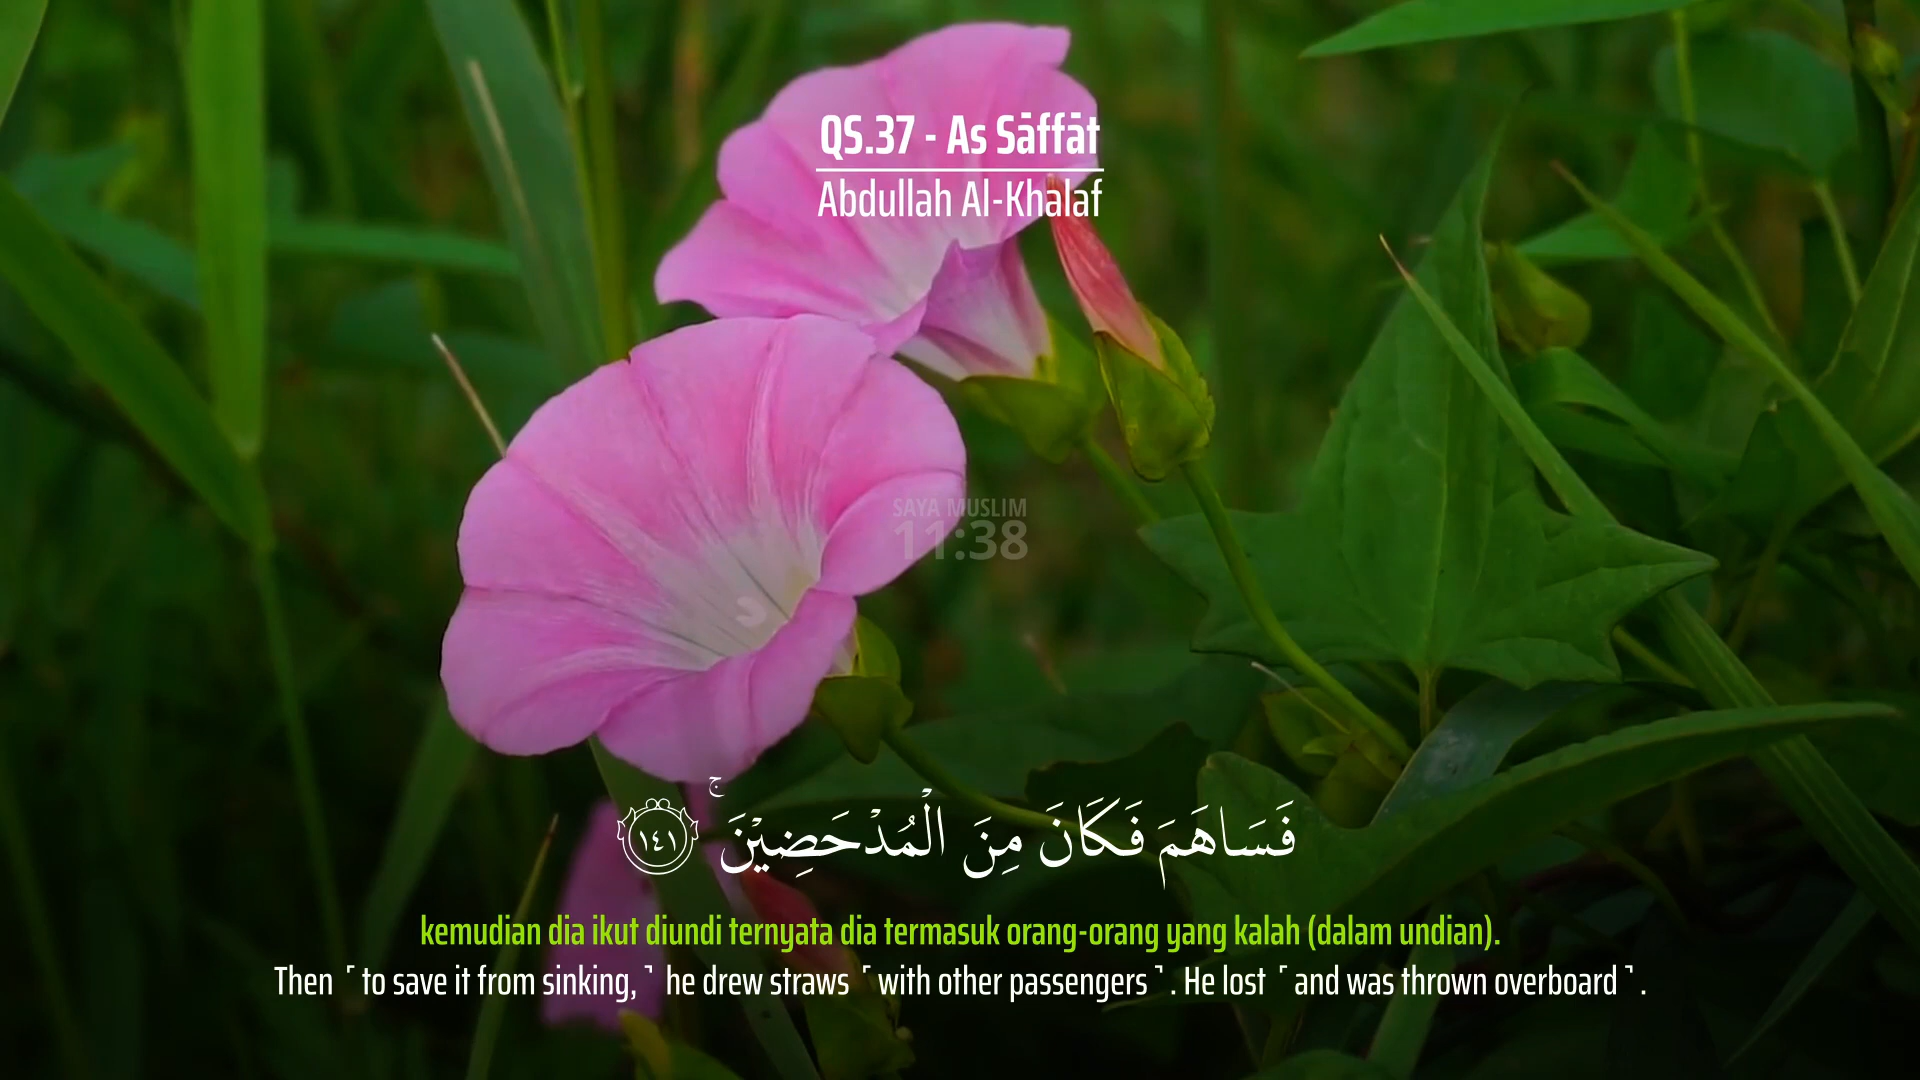 QS.37 - As Sāffāt
Abdullah Al-Khalaf
SAYA MUSLIM
11:38
فَسَاهَمَ فَكَانَ مِنَ الْمُدْحَضِيْنَۚ ١٤١
kemudian dia ikut diundi ternyata dia termasuk orang-orang yang kalah (dalam undian).
Then ˹to save it from sinking,˺ he drew straws ˹with other passengers˺. He lost ˹and was thrown overboard˺.